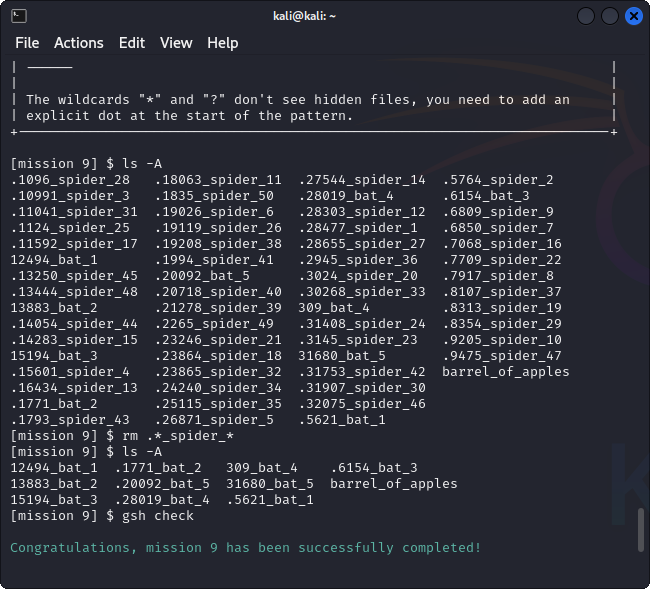 kali@kali: ~
File Actions Edit View Help
| ------ |
| |
| The wildcards "*" and "?" don't see hidden files, you need to add an |
| explicit dot at the start of the pattern. |
+-------------------------------------------------------------------------+
[mission 9] $ ls -A
.1096_spider_28 .18063_spider_11 .27544_spider_14 .5764_spider_2
.10991_spider_3 .1835_spider_50 .28019_bat_4 .6154_bat_3
.11041_spider_31 .19026_spider_6 .28303_spider_12 .6809_spider_9
.1124_spider_25 .19119_spider_26 .28477_spider_1 .6850_spider_7
.11592_spider_17 .19208_spider_38 .28655_spider_27 .7068_spider_16
12494_bat_1 .1994_spider_41 .2945_spider_36 .7709_spider_22
.13250_spider_45 .20092_bat_5 .3024_spider_20 .7917_spider_8
.13444_spider_48 .20718_spider_40 .30268_spider_33 .8107_spider_37
13883_bat_2 .21278_spider_39 309_bat_4 .8313_spider_19
.14054_spider_44 .2265_spider_49 .31408_spider_24 .8354_spider_29
.14283_spider_15 .23246_spider_21 .3145_spider_23 .9205_spider_10
15194_bat_3 .23864_spider_18 31680_bat_5 .9475_spider_47
.15601_spider_4 .23865_spider_32 .31753_spider_42 barrel_of_apples
.16434_spider_13 .24240_spider_34 .31907_spider_30
.1771_bat_2 .25115_spider_35 .32075_spider_46
.1793_spider_43 .26871_spider_5 .5621_bat_1
[mission 9] $ rm .*_spider_*
[mission 9] $ ls -A
12494_bat_1 .1771_bat_2 309_bat_4 .6154_bat_3
13883_bat_2 .20092_bat_5 31680_bat_5 barrel_of_apples
15194_bat_3 .28019_bat_4 .5621_bat_1
[mission 9] $ gsh check
Congratulations, mission 9 has been successfully completed!